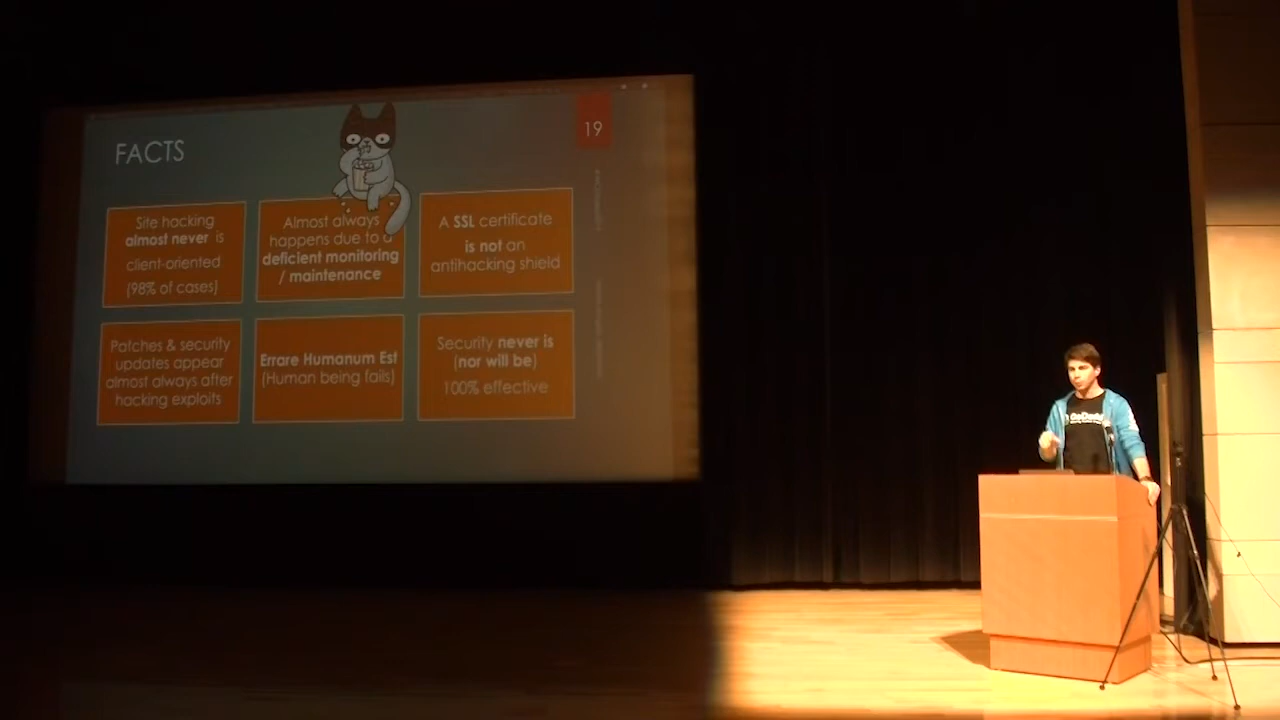 FACTS
19
Site hacking
almost never is
client-oriented
(98% of cases)
Almost always
happens due to a
deficient monitoring
/ maintenance
A SSL certificate
is not an
antihacking shield
Patches & security
updates appear
almost always after
hacking exploits
Errare Humanum Est
(Human being fails)
Security never is
(nor will be)
100% effective